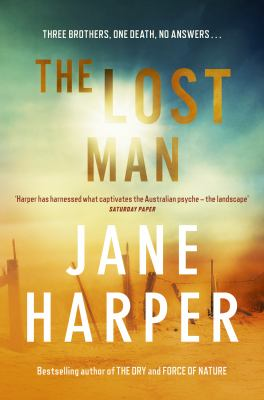 THREE BROTHERS, ONE DEATH, NO ANSWERS . . .
THE LOST
MAN
'Harper has harnessed what captivates the Australian psyche – the landscape'
SATURDAY PAPER
JANE
HARPER
Bestselling author of THE DRY and FORCE OF NATURE